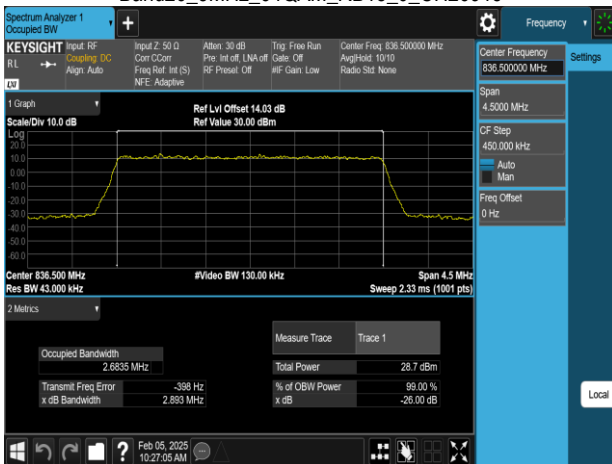 Spectrum Analyzer 1
Occupied BW
+
Frequency
KEYSIGHT
RL
LXI
Input: RF
Coupling: DC
Align: Auto
Input Z: 50 Ω
Corr CCorr
Freq Ref: Int (S)
NFE: Adaptive
Atten: 30 dB
Pre: Int off, LNA off
RF Presel: Off
Trig: Free Run
Gate: Off
#IF Gain: Low
Center Freq: 836.500000 MHz
Avg|Hold: 10/10
Radio Std: None
Center Frequency
836.500000 MHz
Settings
Span
4.5000 MHz
CF Step
450.000 kHz
Auto
Man
Freq Offset
0 Hz
1 Graph
Scale/Div 10.0 dB
Ref Lvl Offset 14.03 dB
Ref Value 30.00 dBm
Log
20.0
10.0
0.00
-10.0
-20.0
-30.0
-40.0
-50.0
-60.0
Center 836.500 MHz
#Video BW 130.00 kHz
Span 4.5 MHz
Res BW 43.000 kHz
Sweep 2.33 ms (1001 pts)
2 Metrics
Measure Trace
Trace 1
Occupied Bandwidth
2.6835 MHz
Total Power
28.7 dBm
Transmit Freq Error
-398 Hz
% of OBW Power
99.00 %
x dB Bandwidth
2.893 MHz
x dB
-26.00 dB
Local
?
Feb 05, 2025
10:27:05 AM